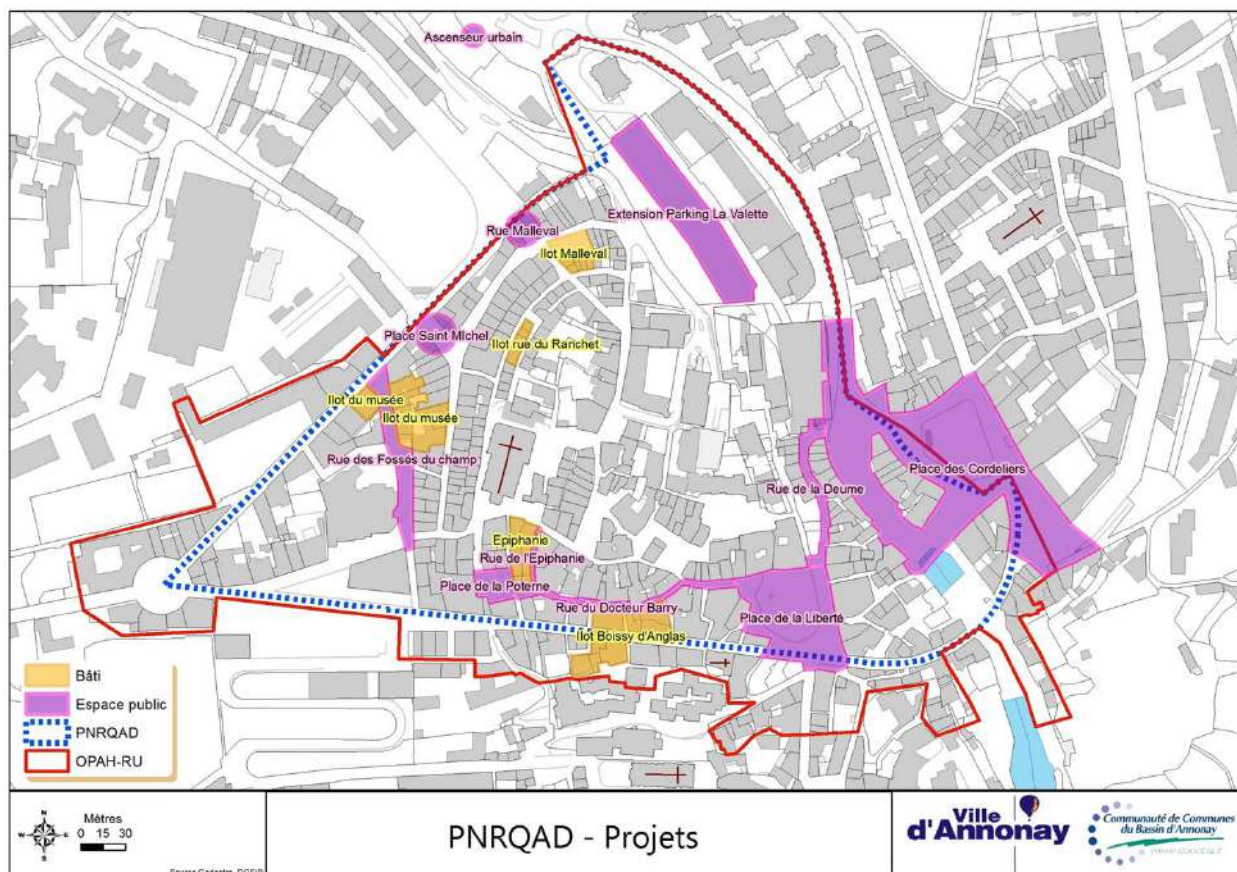 Ascenseur urbain
Extension Parking La Valette
Rue Malleval
Ilot Malleval
Place Saint MIchel
Ilot rue du Ranchet
Ilot du musée
Ilot du musée
Rue des Fossés du champ
Place des Cordeliers
Rue de la Deume
Epiphanie
Rue de l'Epiphanie
Place de la Poterne
Rue du Docteur Barry
Place de la Liberté
Ilot Boissy d'Anglas
Bâti
Espace public
PNRQAD
OPAH-RU
N
W E
S
Mètres
0 15 30
PNRQAD - Projets
Ville
d'Annonay
Communauté de Communes
du Bassin d'Annonay